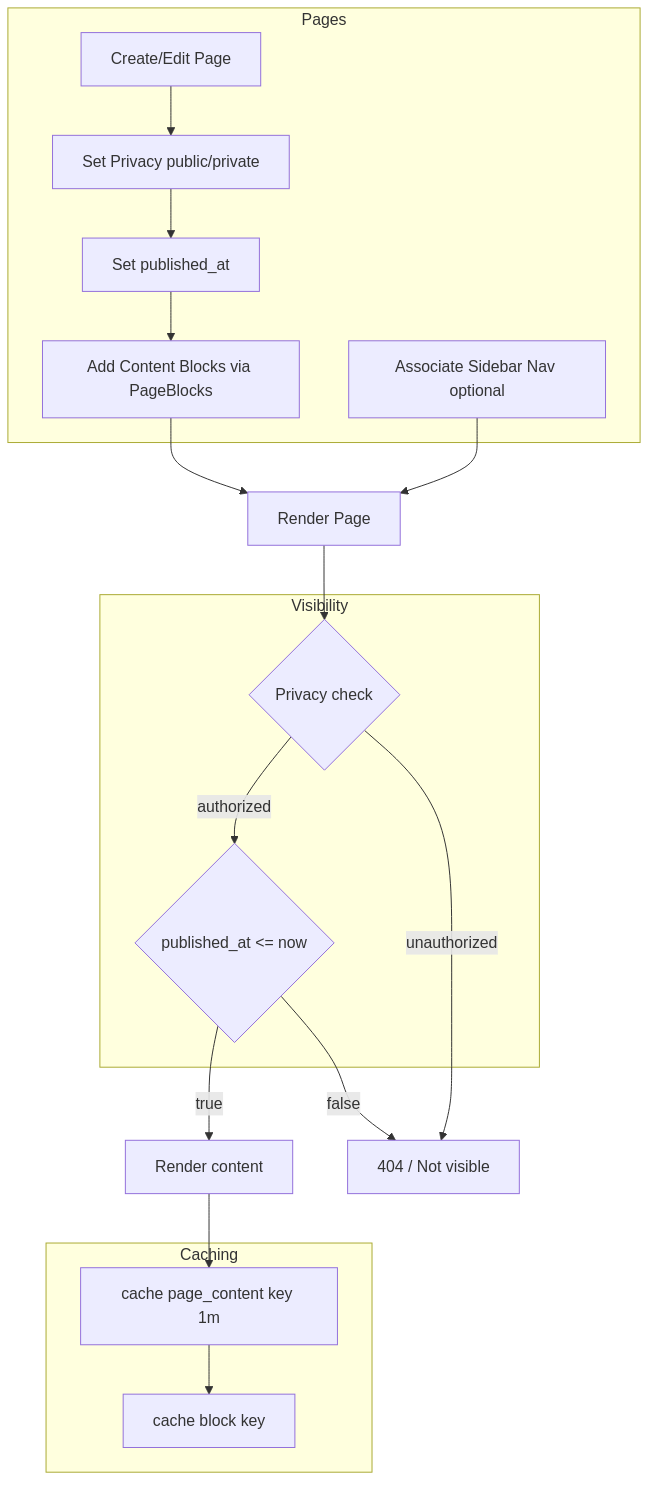 Pages
Create/Edit Page
Set Privacy public/private
Set published_at
Add Content Blocks via
PageBlocks
Associate Sidebar Nav
optional
Render Page
Visibility
Privacy check
authorized
published_at <= now
unauthorized
true
false
Render content
404 / Not visible
Caching
cache page_content key
1m
cache block key